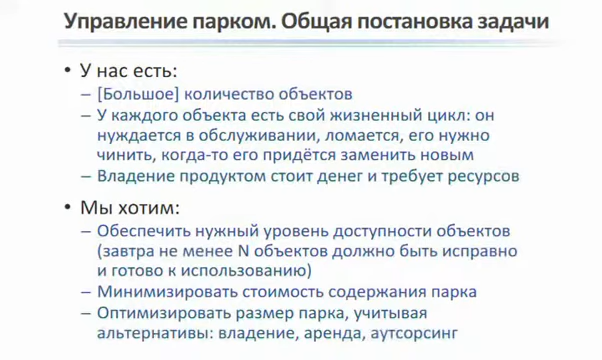 Управление парком. Общая постановка задачи
• У нас есть:
– [Большое] количество объектов
– У каждого объекта есть свой жизненный цикл: он
нуждается в обслуживании, ломается, его нужно
чинить, когда-то его придётся заменить новым
– Владение продуктом стоит денег и требует ресурсов
• Мы хотим:
– Обеспечить нужный уровень доступности объектов
(завтра не менее N объектов должно быть исправно
и готово к использованию)
– Минимизировать стоимость содержания парка
– Оптимизировать размер парка, учитывая
альтернативы: владение, аренда, аутсорсинг